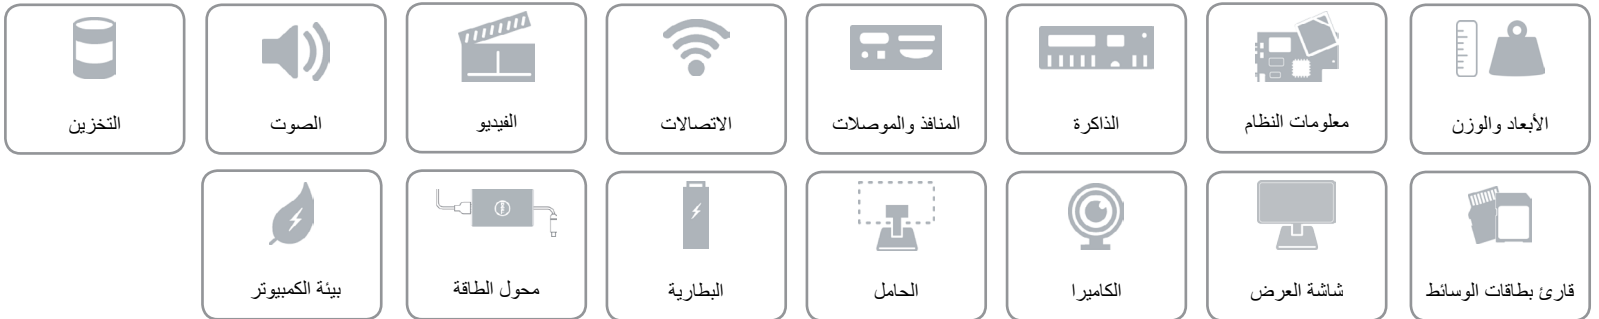 الأبعاد والوزن
معلومات النظام
الذاكرة
المنافذ والموصلات
الاتصالات
الفيديو
الصوت
التخزين
قارئ بطاقات الوسائط
شاشة العرض
الكاميرا
الحامل
البطارية
محول الطاقة
بيئة الكمبيوتر